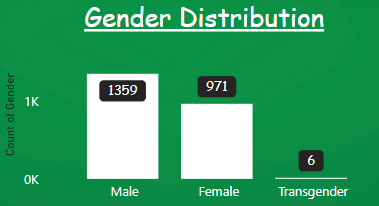 Gender Distribution
Count of Gender
1K
0K
1359
971
6
Male
Female
Transgender